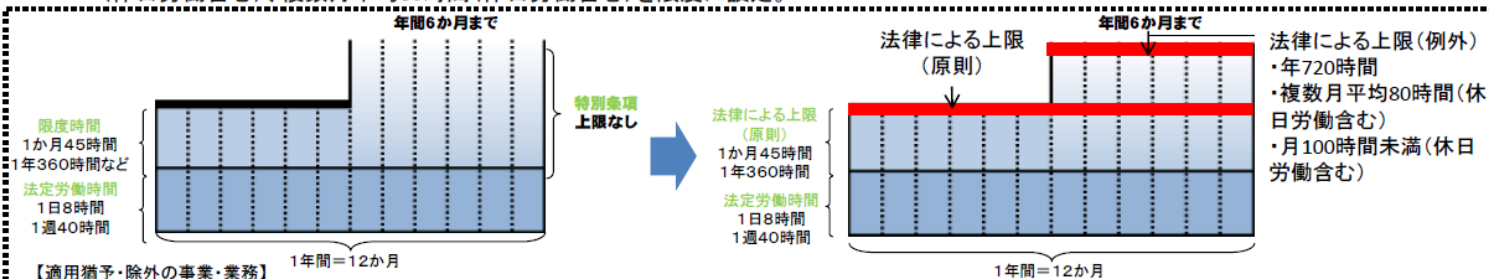 年間6か月まで
限度時間
1か月45時間
1年360時間など
法定労働時間
1日8時間
1週40時間
特別条項
上限なし
1年間=12か月
【適用猶予・除外の事業・業務】
法律による上限
(原則)
年間6か月まで
法律による上限(例外)
・年720時間
・複数月平均80時間(休
日労働含む)
・月100時間未満(休日
労働含む)
法律による上限
(原則)
1か月45時間
1年360時間
法定労働時間
1日8時間
1週40時間
1年間=12か月